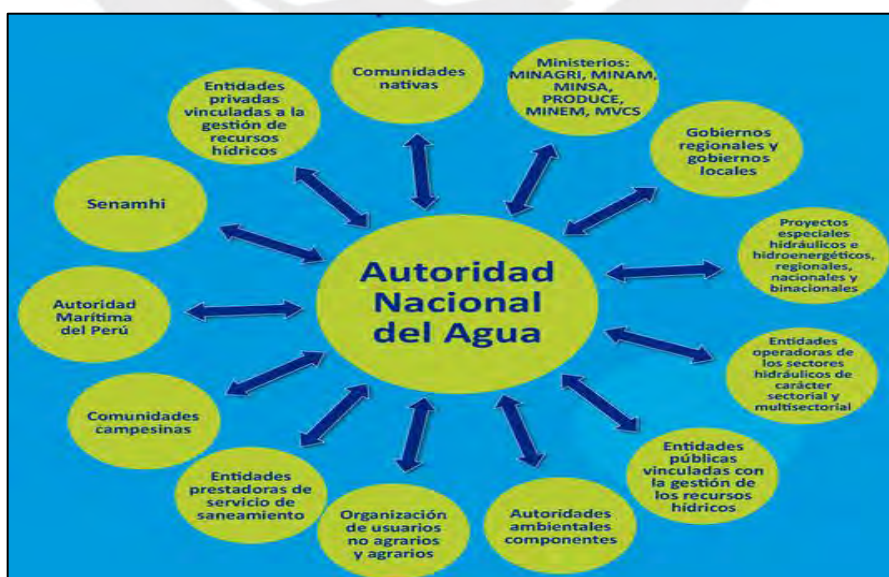 Comunidades
nativas
Ministerios:
MINAGRI, MINAM,
MINSA,
PRODUCE,
MINEM, MVCS
Gobiernos
regionales y
gobiernos
locales
Proyectos
especiales
hidráulicos e
hidroenergéticos,
regionales,
nacionales y
binacionales
Entidades
operadoras de
los sectores
hidráulicos de
carácter
sectorial y
multisectorial
Entidades
públicas
vinculadas con
la gestión de
los recursos
hídricos
Autoridades
ambientales
componentes
Organización
de usuarios
no agrarios
y agrarios
Entidades
prestadoras de
servicio de
saneamiento
Comunidades
campesinas
Autoridad
Marítima
del Perú
Senamhi
Entidades
privadas
vinculadas a la
gestión de
recursos
hídricos
Autoridad
Nacional
del Agua